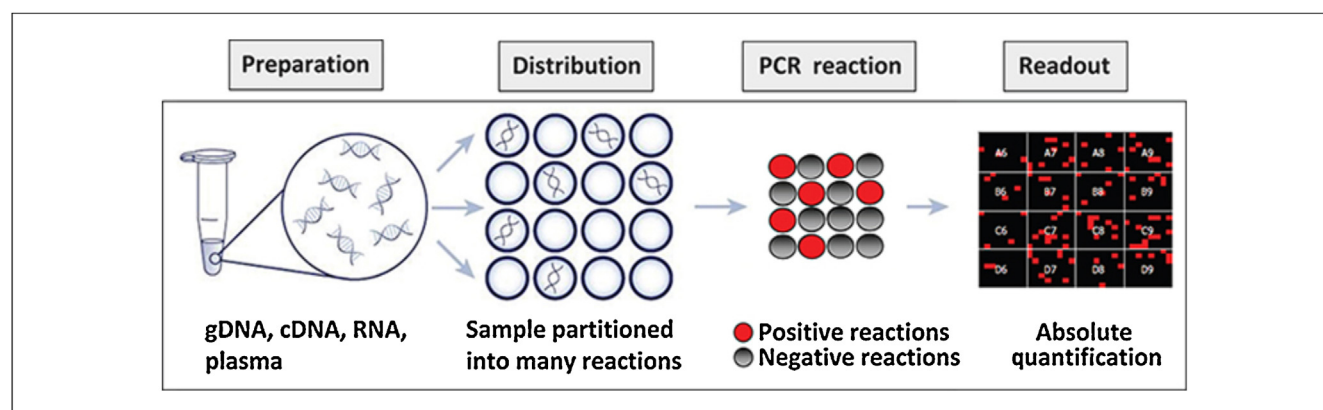 Preparation
Distribution
PCR reaction
Readout
A6 A7 A8 A9
B6 B7 B8 B9
C6 C7 C8 C9
D6 D7 D8 D9
gDNA, cDNA, RNA,
plasma
Sample partitioned
into many reactions
Positive reactions
Negative reactions
Absolute
quantification